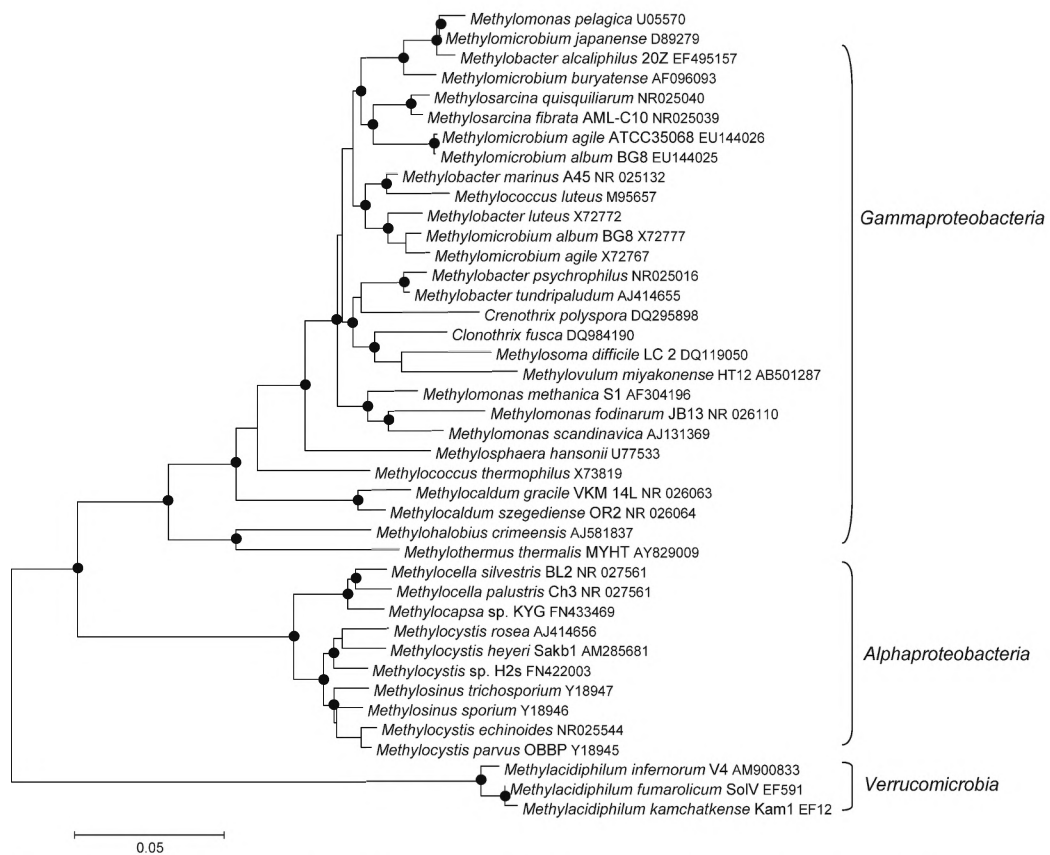 Methylomonas pelagica U05570
Methylomicrobium japanense D89279
Methylobacter alcaliphilus 20Z EF495157
Methylomicrobium buryatense AF096093
Methylosarcina quisquiliarum NR025040
Methylosarcina fibrata AML-C10 NR025039
Methylomicrobium agile ATCC35068 EU144026
Methylomicrobium album BG8 EU144025
Methylobacter marinus A45 NR 025132
Methylococcus luteus M95657
Methylobacter luteus X72772
Methylomicrobium album BG8 X72777
Methylomicrobium agile X72767
Methylobacter psychrophilus NR025016
Methylobacter tundripaludum AJ414655
Crenothrix polyspora DQ295898
Clonothrix fusca DQ984190
Methylosoma difficile LC 2 DQ119050
Methylovulum miyakonense HT12 AB501287
Methylomonas methanica S1 AF304196
Methylomonas fodinarum JB13 NR 026110
Methylomonas scandinavica AJ131369
Methylosphaera hansonii U77533
Methylococcus thermophilus X73819
Methylocaldum gracile VKM 14L NR 026063
Methylocaldum szegediense OR2 NR 026064
Methylohalobius crimeensis AJ581837
Methylothermus thermalis MYHT AY829009
Gammaproteobacteria
Methylocella silvestris BL2 NR 027561
Methylocella palustris Ch3 NR 027561
Methylocapsa sp. KYG FN433469
Methylocystis rosea AJ414656
Methylocystis heyeri Sakb1 AM285681
Methylocystis sp. H2s FN422003
Methylosinus trichosporium Y18947
Methylosinus sporium Y18946
Methylocystis echinoides NR025544
Methylocystis parvus OBBP Y18945
Alphaproteobacteria
Methylacidiphilum infernorum V4 AM900833
Methylacidiphilum fumarolicum SolV EF591
Methylacidiphilum kamchatkense Kam1 EF12
Verrucomicrobia
0.05